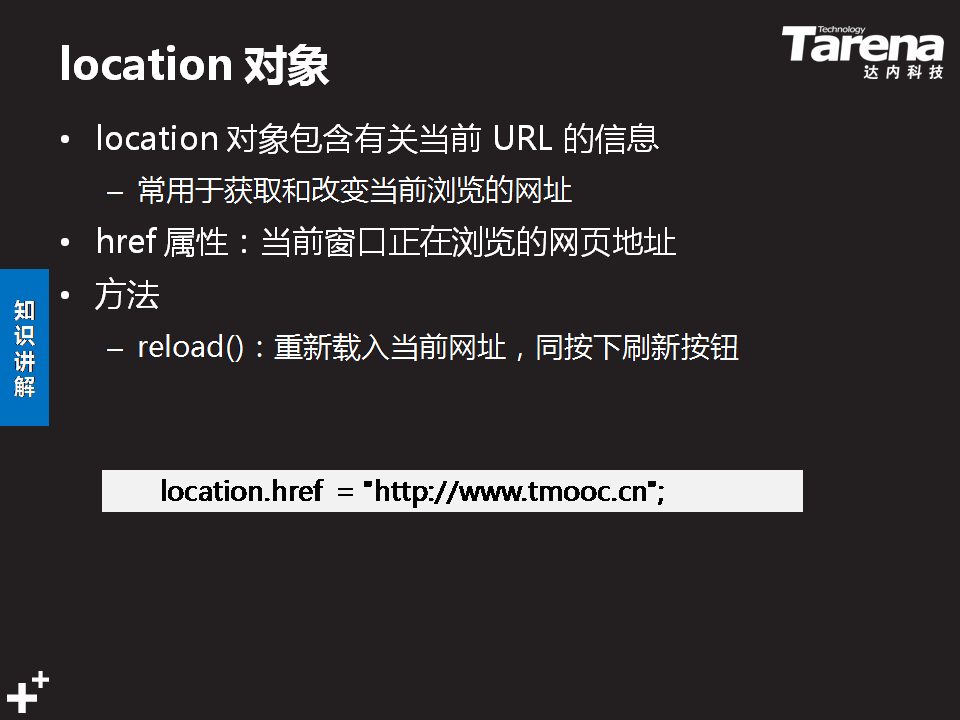 location 对象
Technology
Tarena
达内科技
• location 对象包含有关当前 URL 的信息
– 常用于获取和改变当前浏览的网址
• href 属性：当前窗口正在浏览的网页地址
• 方法
– reload()：重新载入当前网址，同按下刷新按钮
知识讲解
location.href = "http://www.tmooc.cn";